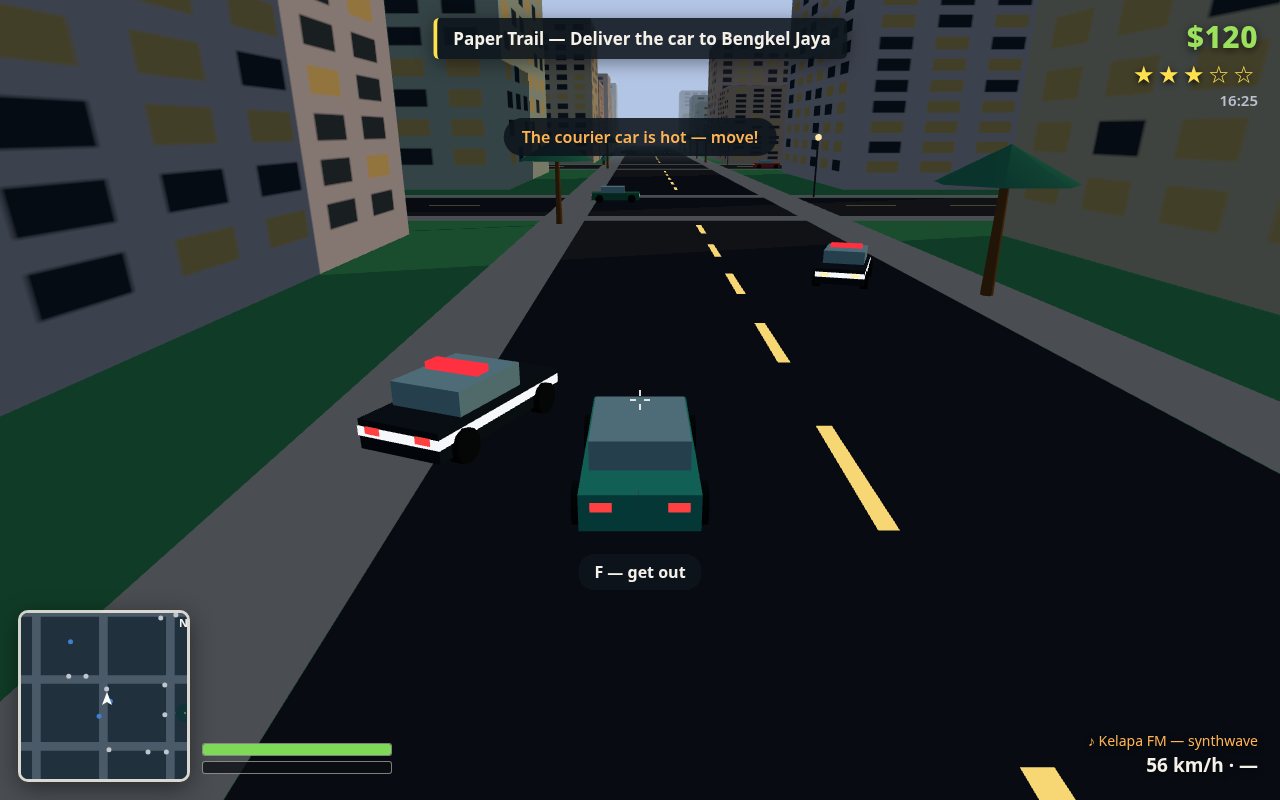 Paper Trail — Deliver the car to Bengkel Jaya
$120
★★★☆☆
16:25
The courier car is hot — move!
F — get out
N
♪ Kelapa FM — synthwave
56 km/h · —